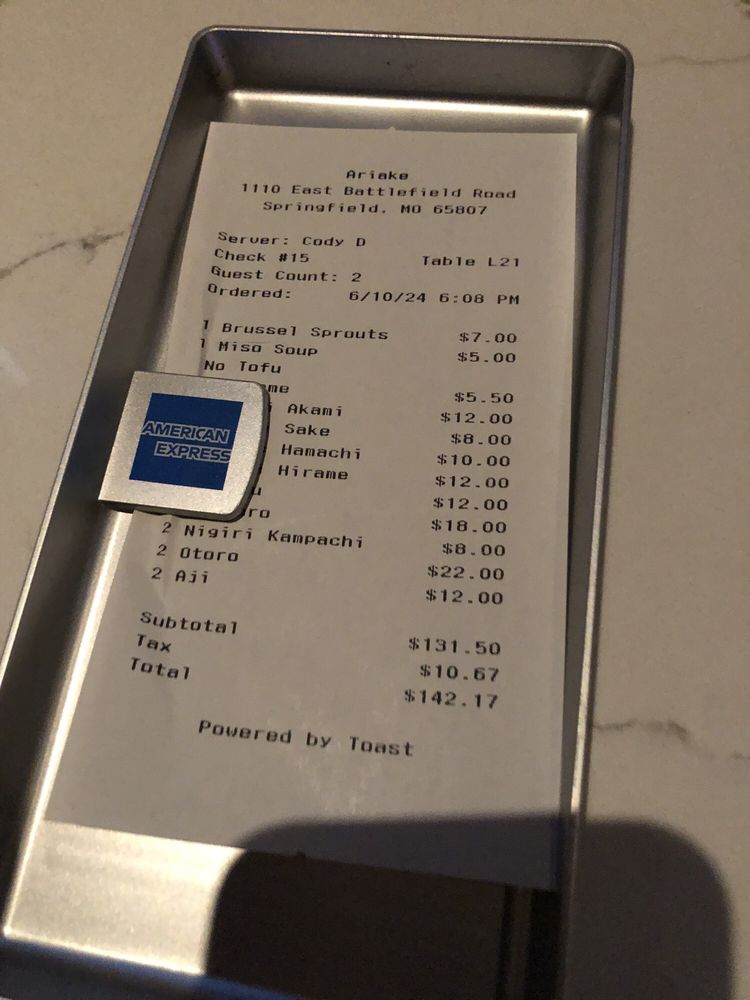 Ariake
1110 East Battlefield Road
Springfield, MO 65807
Server: Cody D
Check #15 Table L21
Guest Count: 2
Ordered: 6/10/24 6:08 PM
1 Brussel Sprouts $7.00
1 Miso Soup $5.00
No Tofu
me $5.50
i Akami $12.00
Sake $8.00
Hamachi $10.00
Hirame $12.00
u $12.00
ro $18.00
2 Nigiri Kampachi $8.00
2 Otoro $22.00
2 Aji $12.00
Subtotal $131.50
Tax $10.67
Total $142.17
Powered by Toast
AMERICAN
EXPRESS